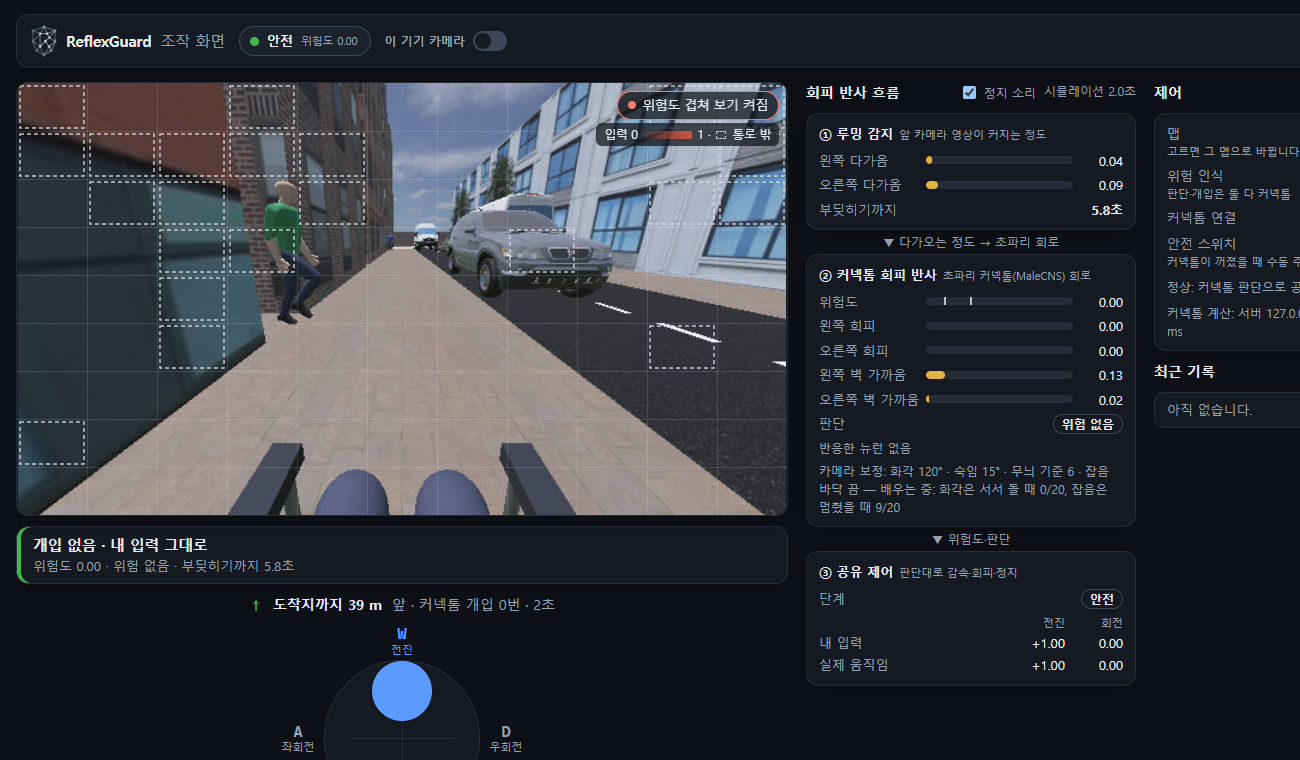 ReflexGuard 조작 화면 안전 위험도 0.00 이 기기 카메라
위험도 겹쳐 보기 켜짐
입력 0 1 · 통로 밖
개입 없음 · 내 입력 그대로
위험도 0.00 · 위험 없음 · 부딪히기까지 5.8초
↑ 도착지까지 39 m 앞 · 커넥톰 개입 0번 · 2초
W
전진
A
좌회전
D
우회전
회피 반사 흐름 정지 소리 시뮬레이션 2.0초
① 루밍 감지 앞 카메라 영상이 커지는 정도
왼쪽 다가움 0.04
오른쪽 다가움 0.09
부딪히기까지 5.8초
▼ 다가오는 정도 → 초파리 회로
② 커넥톰 회피 반사 초파리 커넥톰(MaleCNS) 회로
위험도 0.00
왼쪽 회피 0.00
오른쪽 회피 0.00
왼쪽 벽 가까움 0.13
오른쪽 벽 가까움 0.02
판단 위험 없음
반응한 뉴런 없음
카메라 보정: 화각 120° · 숙임 15° · 무늬 기준 6 · 잡음
바닥 끔 — 배우는 중: 화각은 서서 돌 때 0/20, 잡음은
멈췄을 때 9/20
▼ 위험도·판단
③ 공유 제어 판단대로 감속·회피·정지
단계 안전
전진 회전
내 입력 +1.00 0.00
실제 움직임 +1.00 0.00
제어
맵
고르면 그 맵으로 바뀝니다
위험 인식
판단·개입은 둘 다 커넥톰
커넥톰 연결
안전 스위치
커넥톰이 꺼졌을 때 수동 주
정상: 커넥톰 판단으로 공
커넥톰 계산: 서버 127.0.0
ms
최근 기록
아직 없습니다.